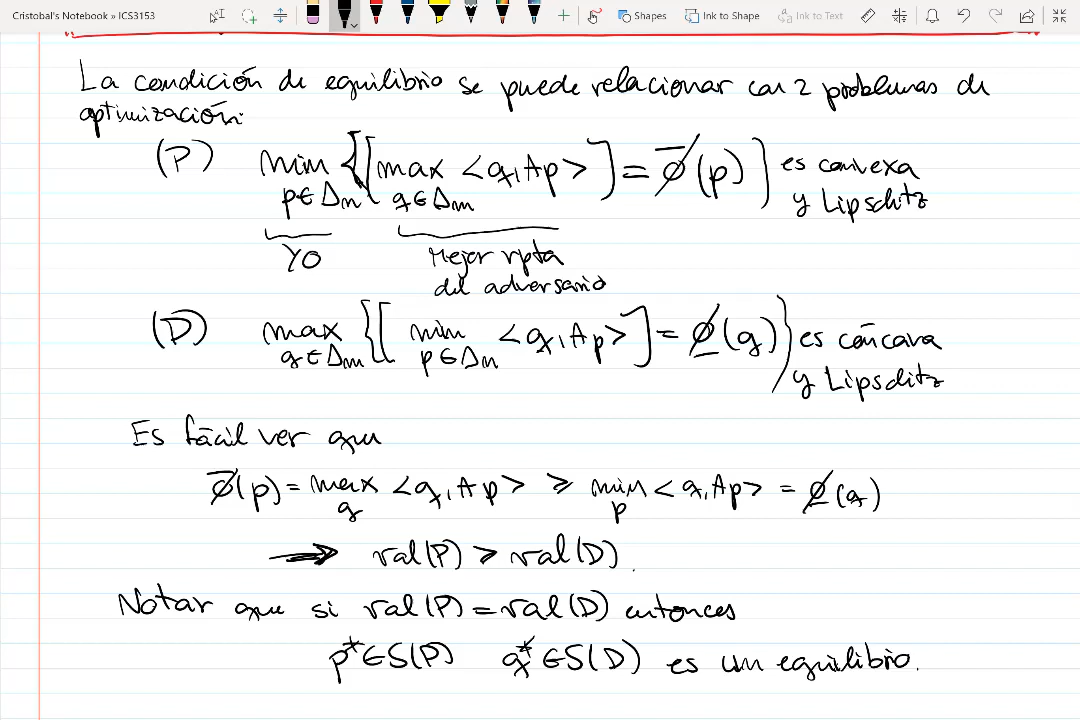 Cristobal's Notebook » ICS3153
Shapes Ink to Shape Ink to Text
La condición de equilibrio se puede relacionar con 2 problemas de
optimización:
(P) min {[max <q,Ap>] = φ̅(p)} es convexa
p∈Δn q∈Δm y Lipschitz
YO Mejor rpta
del adversario
(D) max {[min <q,Ap>] = φ̲(q)} es cóncava
q∈Δm p∈Δn y Lipschitz
Es fácil ver que
φ̅(p) = max <q,Ap> ≥ min <q,Ap> = φ̲(q)
q p
⟹ val(P) ≥ val(D).
Notar que si val(P) = val(D) entonces
p*∈S(P) q*∈S(D) es un equilibrio.